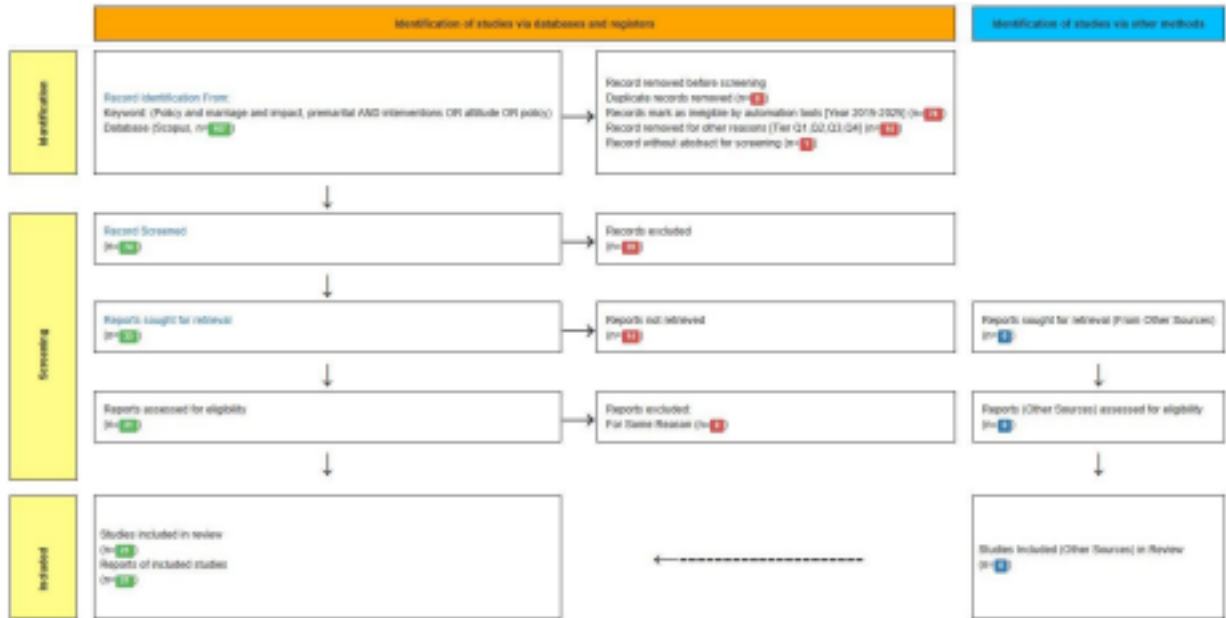 Identification of studies via databases and registers
Identification of studies via other methods
Identification
Record Identification From:
Keyword: (Policy and marriage and impact, premarital AND interventions OR attitude OR policy)
Database (Scopus, n=
Record removed before screening
Duplicate records removed (n=
Records mark as ineligible by automation tools (Year 2015-2025) (n=
Record removed for other reasons (Tier Q1,Q2,Q3,Q4) (n=
Record without abstract for screening (n=
Screening
Record Screened
(n=
Records excluded
(n=
Reports sought for retrieval
(n=
Reports not retrieved
(n=
Reports sought for retrieval (From Other Sources)
(n=
Reports assessed for eligibility
(n=
Reports excluded:
For Some Reason (n=
Reports (Other Sources) assessed for eligibility
(n=
Included
Studies included in review
(n=
Reports of included studies
(n=
Studies Included (Other Sources) in Review
(n=